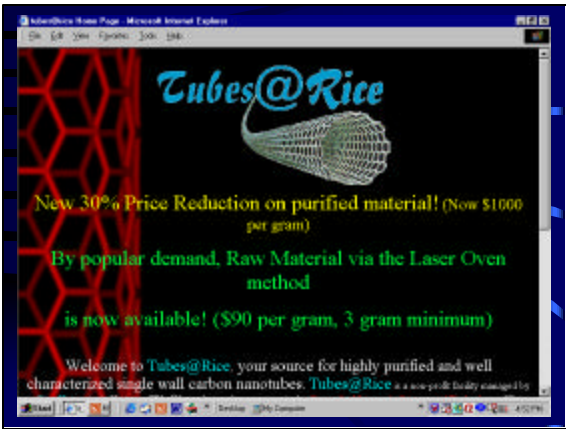 tubes@rice Home Page - Microsoft Internet Explorer
File Edit View Favorites Tools Help
Tubes@Rice
New 30% Price Reduction on purified material! (Now $1000
per gram)
By popular demand, Raw Material via the Laser Oven
method
is now available! ($90 per gram, 3 gram minimum)
Welcome to Tubes@Rice, your source for highly purified and well
characterized single wall carbon nanotubes. Tubes@Rice is a non-profit facility managed by
Start Desktop My Computer 4:52 PM